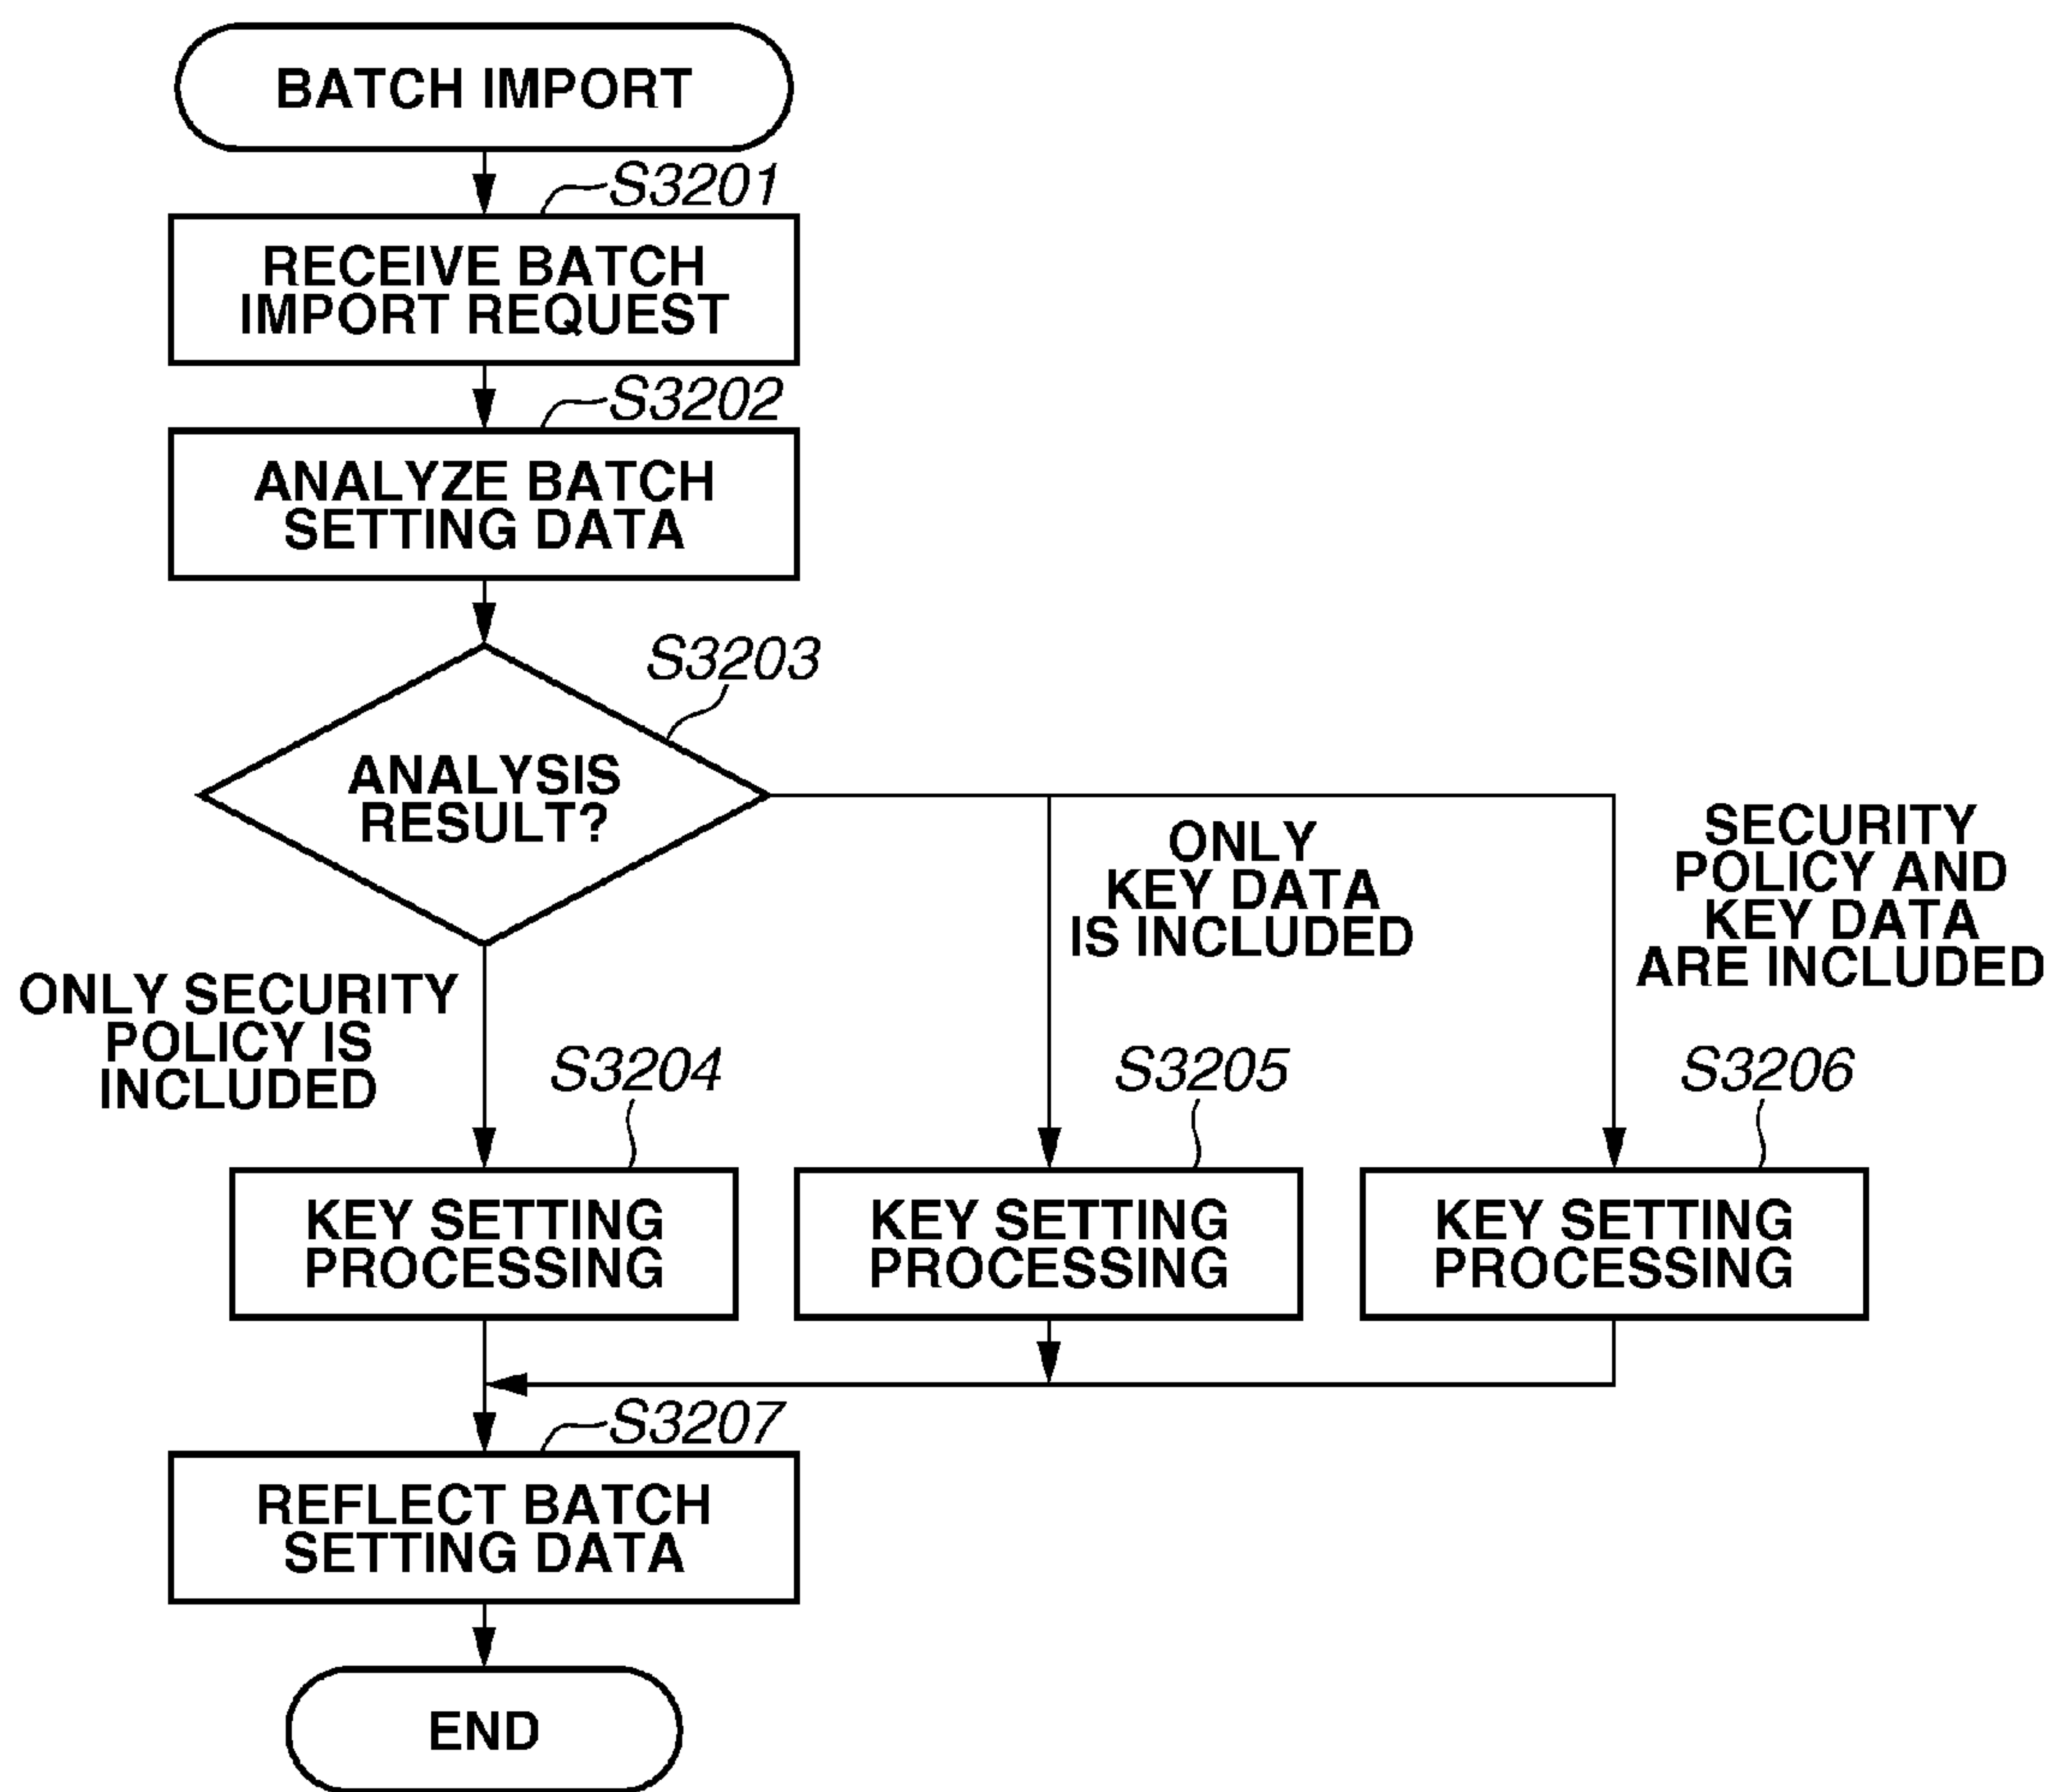 BATCH IMPORT
S3201
RECEIVE BATCH
IMPORT REQUEST
S3202
ANALYZE BATCH
SETTING DATA
S3203
ANALYSIS
RESULT?
ONLY
KEY DATA
IS INCLUDED
SECURITY
POLICY AND
KEY DATA
ARE INCLUDED
ONLY SECURITY
POLICY IS
INCLUDED
S3204
KEY SETTING
PROCESSING
S3205
KEY SETTING
PROCESSING
S3206
KEY SETTING
PROCESSING
S3207
REFLECT BATCH
SETTING DATA
END